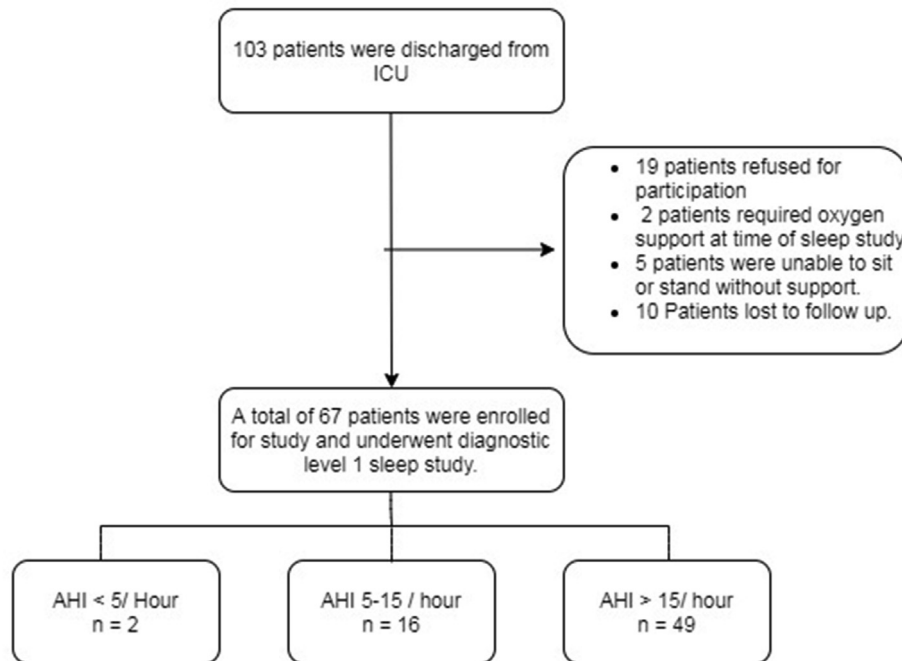 103 patients were discharged from
ICU
• 19 patients refused for
participation
• 2 patients required oxygen
support at time of sleep study
• 5 patients were unable to sit
or stand without support.
• 10 Patients lost to follow up.
A total of 67 patients were enrolled
for study and underwent diagnostic
level 1 sleep study.
AHI < 5/ Hour
n = 2
AHI 5-15 / hour
n = 16
AHI > 15/ hour
n = 49